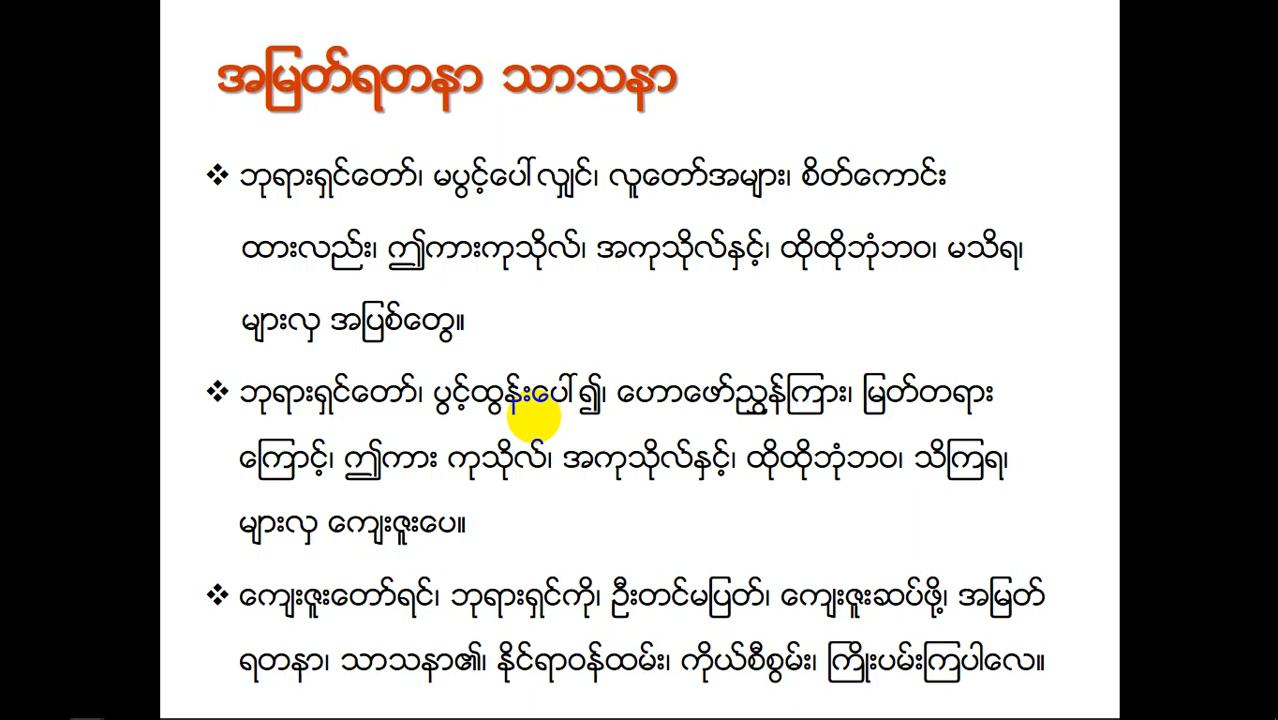 အမြတ်ရတနာ သာသနာ
❖ ဘုရားရှင်တော်၊ မပွင့်ပေါ်လျှင်၊ လူတော်အများ၊ စိတ်ကောင်း
ထားလည်း၊ ဤကားကုသိုလ်၊ အကုသိုလ်နှင့်၊ ထိုထိုဘုံဘဝ၊ မသိရ၊
များလှ အပြစ်တွေ။
❖ ဘုရားရှင်တော်၊ ပွင့်ထွန်းပေါ်၍၊ ဟောဖော်ညွှန်ကြား၊ မြတ်တရား
ကြောင့်၊ ဤကား ကုသိုလ်၊ အကုသိုလ်နှင့်၊ ထိုထိုဘုံဘဝ၊ သိကြရ၊
များလှ ကျေးဇူးပေ။
❖ ကျေးဇူးတော်ရင်၊ ဘုရားရှင်ကို၊ ဦးတင်မပြတ်၊ ကျေးဇူးဆပ်ဖို့၊ အမြတ်
ရတနာ၊ သာသနာ၏၊ နိုင်ရာဝန်ထမ်း၊ ကိုယ်စီစွမ်း၊ ကြိုးပမ်းကြပါလေ။